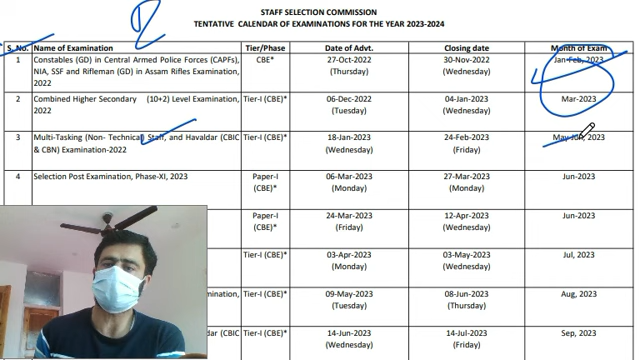 STAFF SELECTION COMMISSION
TENTATIVE CALENDAR OF EXAMINATIONS FOR THE YEAR 2023-2024
S. No. Name of Examination Tier/Phase Date of Advt. Closing date Month of Exam
1 Constables (GD) in Central Armed Police Forces (CAPFs), CBE* 27-Oct-2022 30-Nov-2022 Jan-Feb, 2023
NIA, SSF and Rifleman (GD) in Assam Rifles Examination, (Thursday) (Wednesday)
2022
2 Combined Higher Secondary (10+2) Level Examination, Tier-I (CBE)* 06-Dec-2022 04-Jan-2023 Mar-2023
2022 (Tuesday) (Wednesday)
3 Multi-Tasking (Non- Technical) Staff, and Havaldar (CBIC Tier-I (CBE)* 18-Jan-2023 24-Feb-2023 May-Jun, 2023
& CBN) Examination-2022 (Wednesday) (Friday)
4 Selection Post Examination, Phase-XI, 2023 Paper-I 06-Mar-2023 27-Mar-2023 Jun-2023
(CBE)* (Monday) (Monday)
Paper-I 24-Mar-2023 12-Apr-2023 Jun-2023
(CBE)* (Friday) (Wednesday)
Tier-I (CBE)* 03-Apr-2023 03-May-2023 Jul, 2023
(Monday) (Wednesday)
Tier-I (CBE)* 09-May-2023 08-Jun-2023 Aug, 2023
(Tuesday) (Thursday)
Tier-I (CBE)* 14-Jun-2023 14-Jul-2023 Sep, 2023
(Wednesday) (Friday)